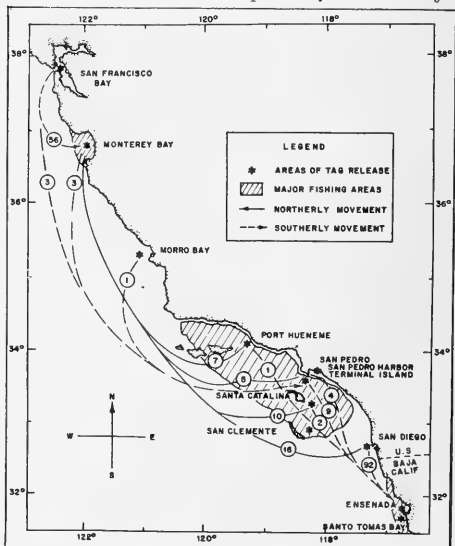 122°
120°
118°
38°
38°
SAN FRANCISCO
BAY
56
MONTEREY BAY
LEGEND
AREAS OF TAG RELEASE
MAJOR FISHING AREAS
NORTHERLY MOVEMENT
SOUTHERLY MOVEMENT
3
3
36°
36°
MORRO BAY
1
PORT HUENEME
34°
34°
7
1
SAN PEDRO
SAN PEDRO HARBOR
TERMINAL ISLAND
5
SANTA CATALINA
4
9
10
2
N
W
E
S
SAN CLEMENTE
16
SAN DIEGO
U.S
BAJA
CALIF
92
32°
32°
ENSENADA
SANTO TOMAS BAY
122°
120°
118°